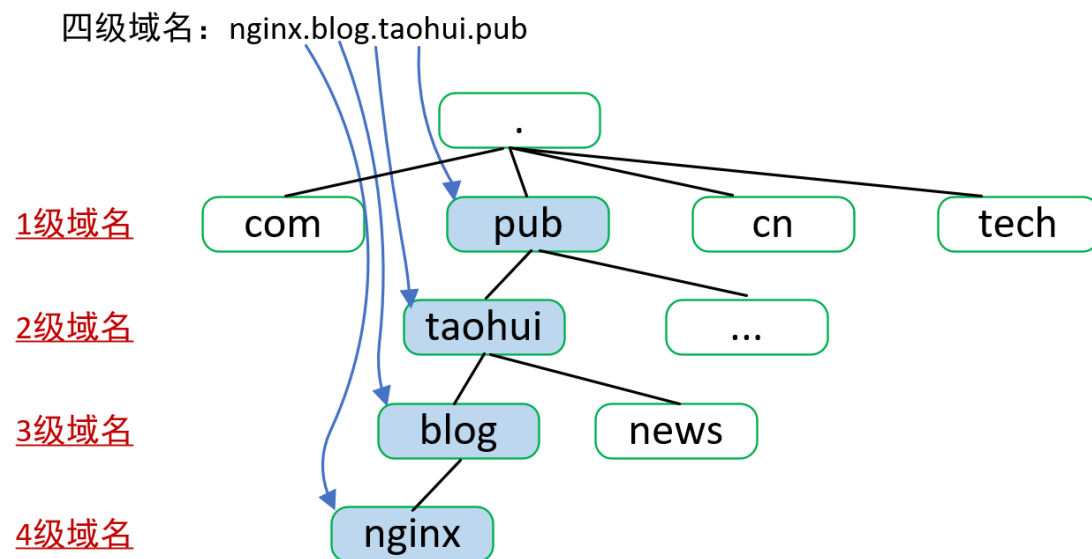 四级域名：nginx.blog.taohui.pub
.
1级域名 com pub cn tech
2级域名 taohui ...
3级域名 blog news
4级域名 nginx